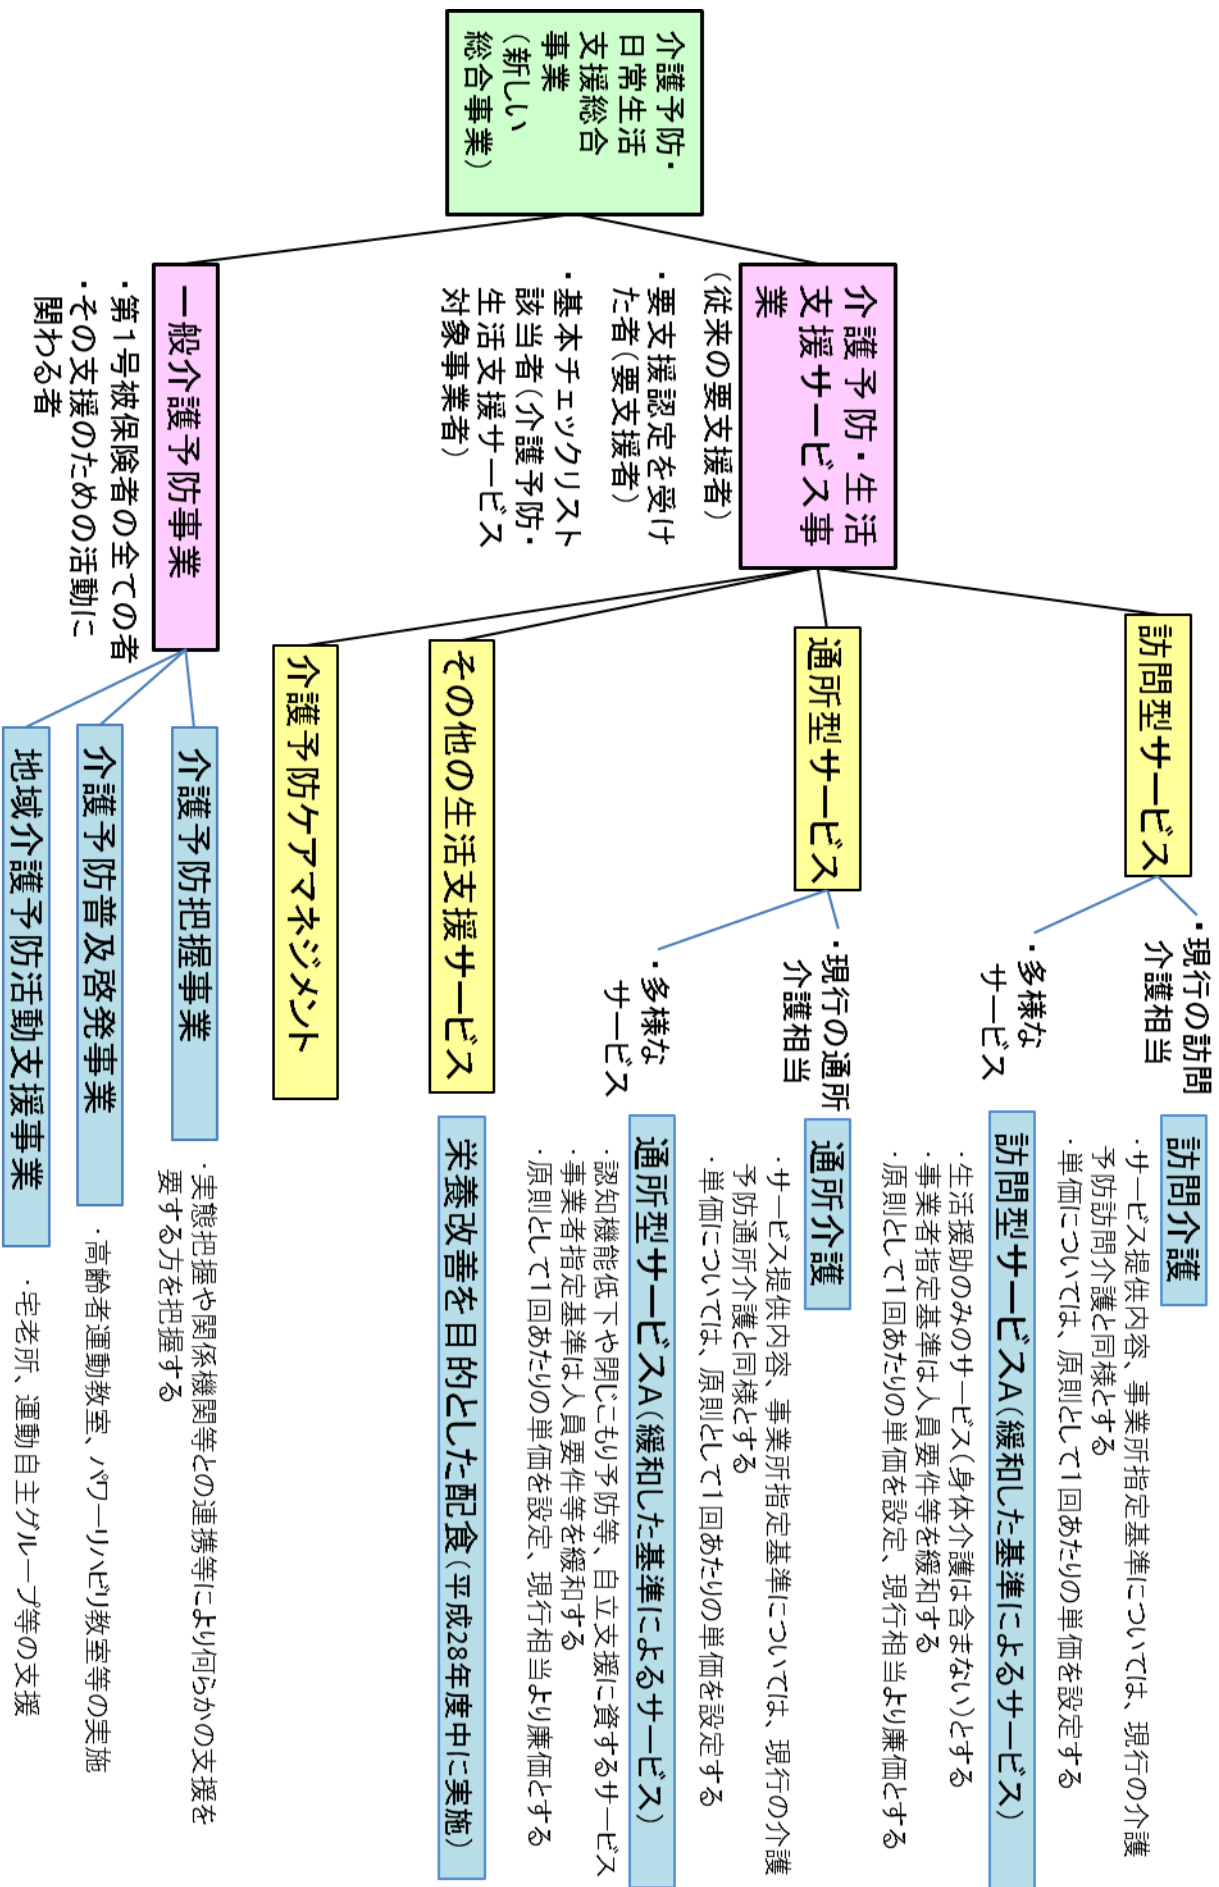 介護予防・
日常生活
支援総合
事業
（新しい
総合事業）
介護予防・生活
支援サービス事
業
（従来の要支援者）
・要支援認定を受け
た者（要支援者）
・基本チェックリスト
該当者（介護予防・
生活支援サービス
対象事業者）
訪問型サービス
・現行の訪問
介護相当
訪問介護
・サービス提供内容、事業所指定基準については、現行の介護
予防訪問介護と同様とする
・単価については、原則として1回あたりの単価を設定する
・多様な
サービス
訪問型サービスA（緩和した基準によるサービス）
・生活援助のみのサービス（身体介護は含まない）とする
・事業者指定基準は人員要件等を緩和する
・原則として1回あたりの単価を設定、現行相当より廉価とする
通所型サービス
・現行の通所
介護相当
通所介護
・サービス提供内容、事業所指定基準については、現行の介護
予防通所介護と同様とする
・単価については、原則として1回あたりの単価を設定する
・多様な
サービス
通所型サービスA（緩和した基準によるサービス）
・認知機能低下や閉じこもり予防等、自立支援に資するサービス
・事業者指定基準は人員要件等を緩和する
・原則として1回あたりの単価を設定、現行相当より廉価とする
その他の生活支援サービス
栄養改善を目的とした配食（平成28年度中に実施）
介護予防ケアマネジメント
一般介護予防事業
・第1号被保険者の全ての者
・その支援のための活動に
関わる者
介護予防把握事業
・実態把握や関係機関等との連携等により何らかの支援を
要する方を把握する
介護予防普及啓発事業
・高齢者運動教室、パワーリハビリ教室等の実施
地域介護予防活動支援事業
・宅老所、運動自主グループ等の支援